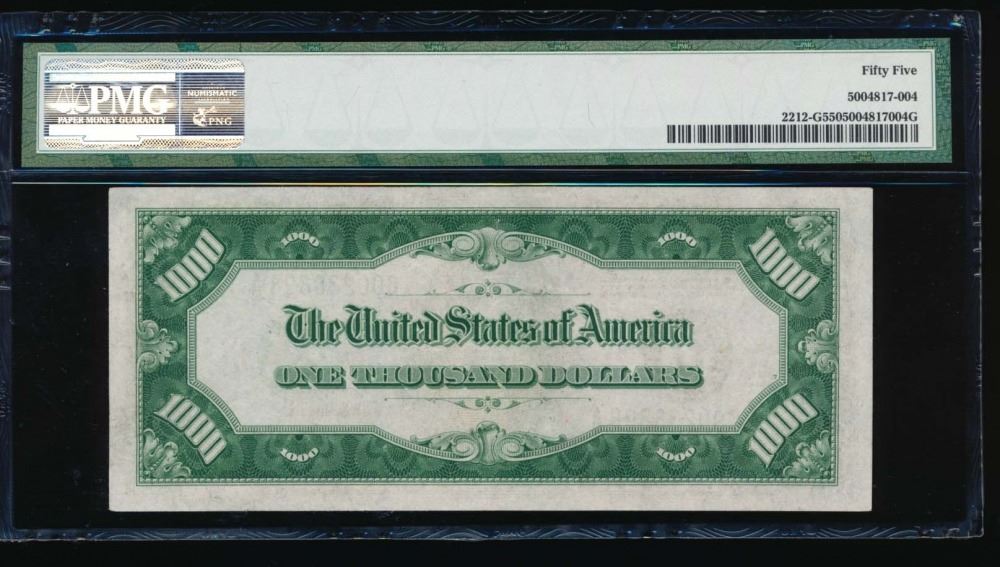 PMG
PAPER MONEY GUARANTY
NUMISMATIC
PNG
Fifty Five
5004817-004
2212-G5505004817004G
1000 1000 1000 1000
The United States of America
ONE THOUSAND DOLLARS
1000 1000 1000 1000